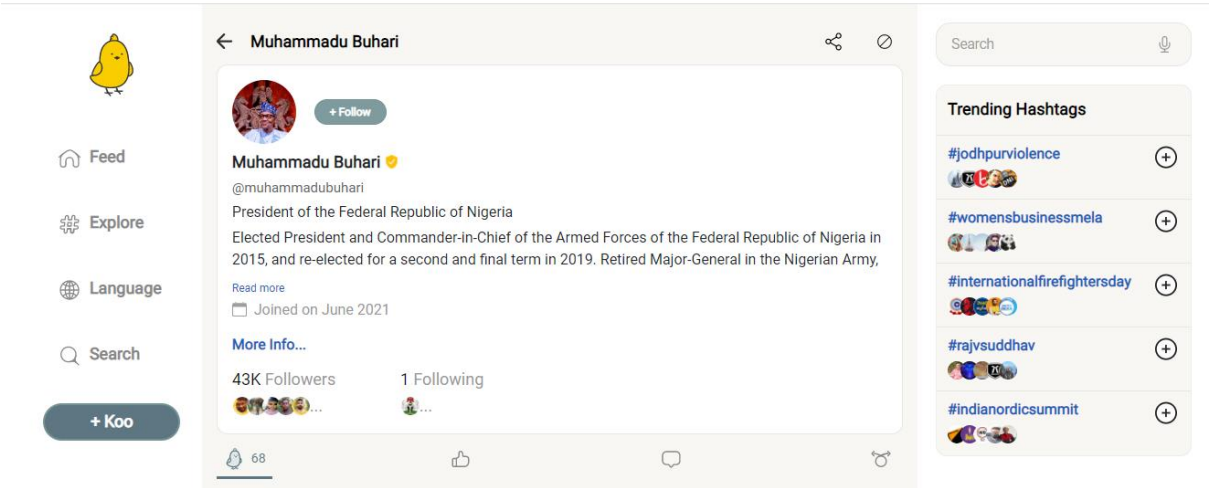 Muhammadu Buhari
Feed
Explore
Language
Search
+ Koo
+ Follow
Muhammadu Buhari
@muhammadubuhari
President of the Federal Republic of Nigeria
Elected President and Commander-in-Chief of the Armed Forces of the Federal Republic of Nigeria in
2015, and re-elected for a second and final term in 2019. Retired Major-General in the Nigerian Army,
Read more
Joined on June 2021
More Info...
43K Followers
1 Following
...
...
68
Search
Trending Hashtags
#jodhpurviolence
#womensbusinessmela
#internationalfirefightersday
#rajvsuddhav
#indianordicsummit